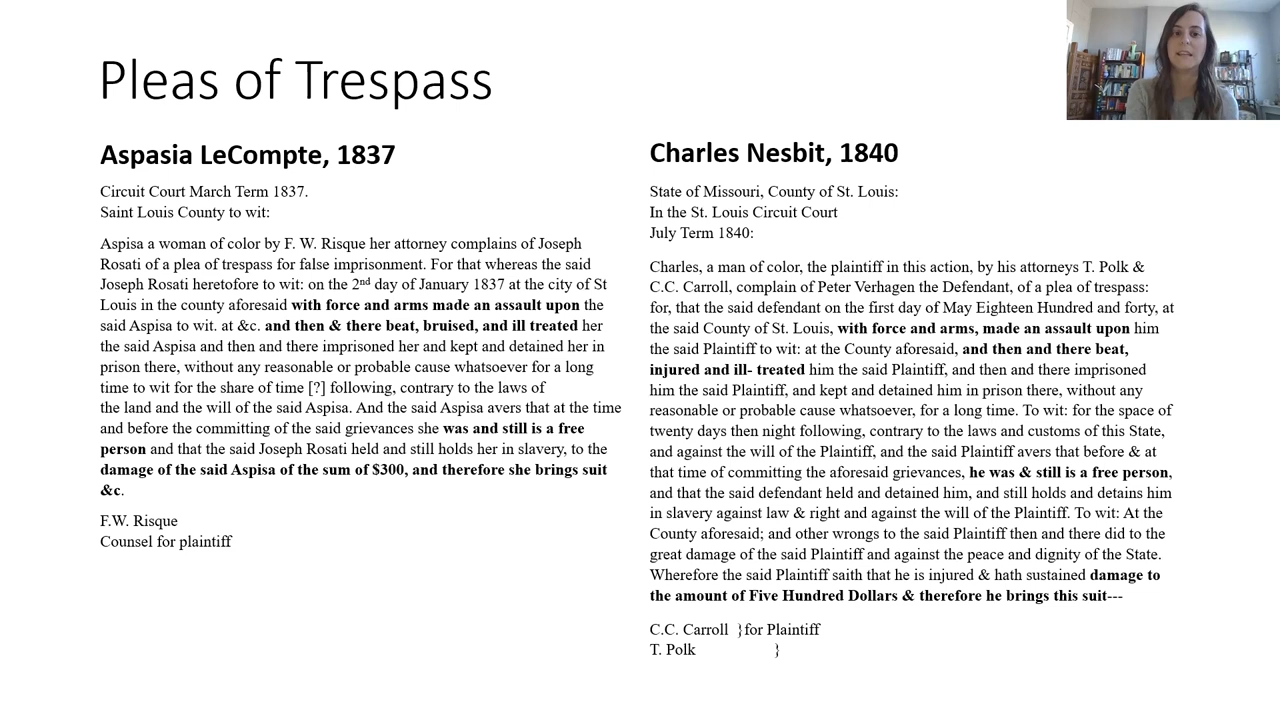 Pleas of Trespass
Aspasia LeCompte, 1837
Circuit Court March Term 1837.
Saint Louis County to wit:
Aspisa a woman of color by F. W. Risque her attorney complains of Joseph
Rosati of a plea of trespass for false imprisonment. For that whereas the said
Joseph Rosati heretofore to wit: on the 2nd day of January 1837 at the city of St
Louis in the county aforesaid with force and arms made an assault upon the
said Aspisa to wit. at &c. and then & there beat, bruised, and ill treated her
the said Aspisa and then and there imprisoned her and kept and detained her in
prison there, without any reasonable or probable cause whatsoever for a long
time to wit for the share of time [?] following, contrary to the laws of
the land and the will of the said Aspisa. And the said Aspisa avers that at the time
and before the committing of the said grievances she was and still is a free
person and that the said Joseph Rosati held and still holds her in slavery, to the
damage of the said Aspisa of the sum of $300, and therefore she brings suit
&c.
F.W. Risque
Counsel for plaintiff
Charles Nesbit, 1840
State of Missouri, County of St. Louis:
In the St. Louis Circuit Court
July Term 1840:
Charles, a man of color, the plaintiff in this action, by his attorneys T. Polk &
C.C. Carroll, complain of Peter Verhagen the Defendant, of a plea of trespass:
for, that the said defendant on the first day of May Eighteen Hundred and forty, at
the said County of St. Louis, with force and arms, made an assault upon him
the said Plaintiff to wit: at the County aforesaid, and then and there beat,
injured and ill- treated him the said Plaintiff, and then and there imprisoned
him the said Plaintiff, and kept and detained him in prison there, without any
reasonable or probable cause whatsoever, for a long time. To wit: for the space of
twenty days then night following, contrary to the laws and customs of this State,
and against the will of the Plaintiff, and the said Plaintiff avers that before & at
that time of committing the aforesaid grievances, he was & still is a free person,
and that the said defendant held and detained him, and still holds and detains him
in slavery against law & right and against the will of the Plaintiff. To wit: At the
County aforesaid; and other wrongs to the said Plaintiff then and there did to the
great damage of the said Plaintiff and against the peace and dignity of the State.
Wherefore the said Plaintiff saith that he is injured & hath sustained damage to
the amount of Five Hundred Dollars & therefore he brings this suit---
C.C. Carroll }for Plaintiff
T. Polk }